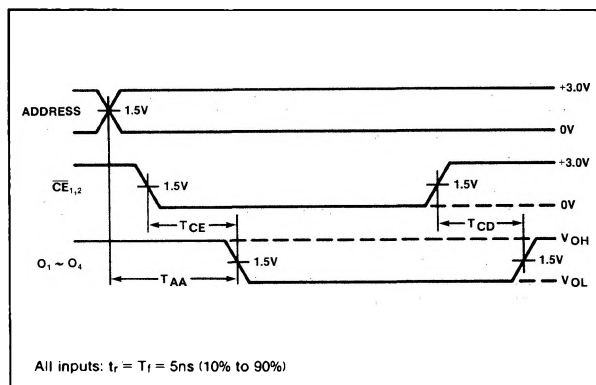 +3.0V
ADDRESS
1.5V
0V
+3.0V
CE1,2
1.5V
1.5V
0V
TCE
TCD
VOH
O1 ~ O4
1.5V
1.5V
TAA
VOL
All inputs: tr = Tf = 5ns (10% to 90%)